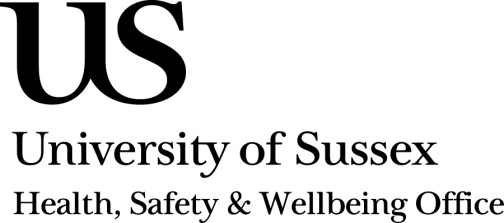 US
University of Sussex
Health, Safety & Wellbeing Office